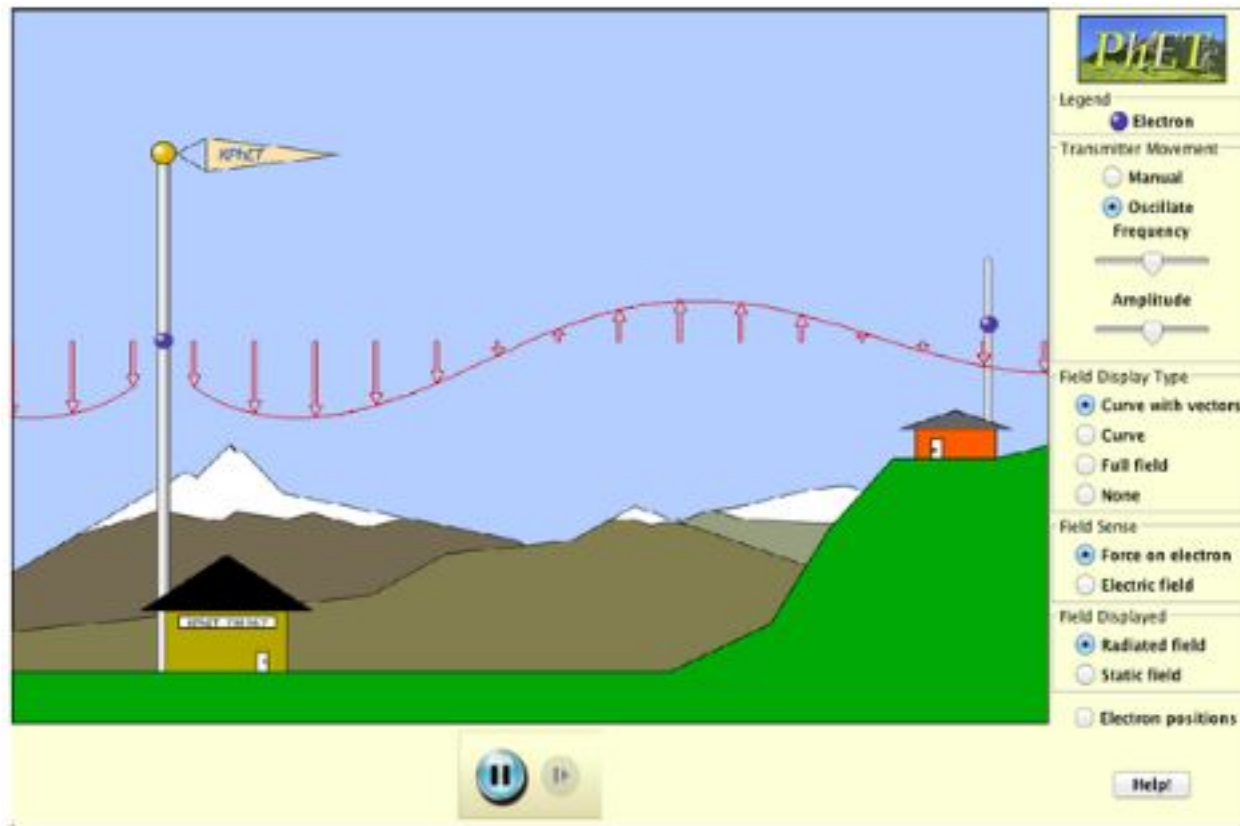 PhET
Legend
Electron
Transmitter Movement
Manual
Oscillate
Frequency
Amplitude
Field Display Type
Curve with vectors
Curve
Full field
None
Field Sense
Force on electron
Electric field
Field Displayed
Radiated field
Static field
Electron positions
Help!
KPhET